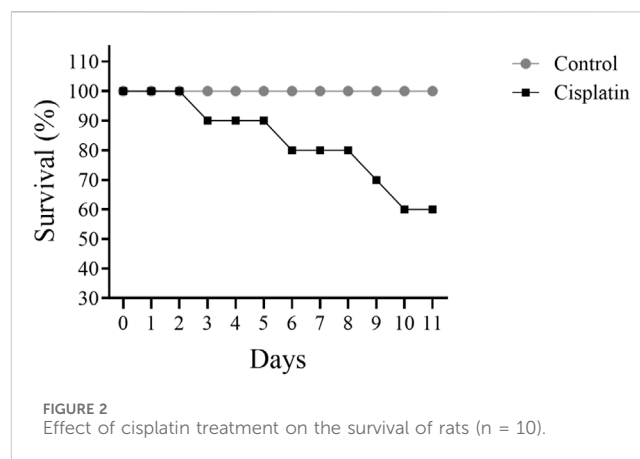 110
100
90
80
70
60
50
40
30
Survival (%)
0 1 2 3 4 5 6 7 8 9 10 11
Days
Control
Cisplatin
FIGURE 2
Effect of cisplatin treatment on the survival of rats (n = 10).